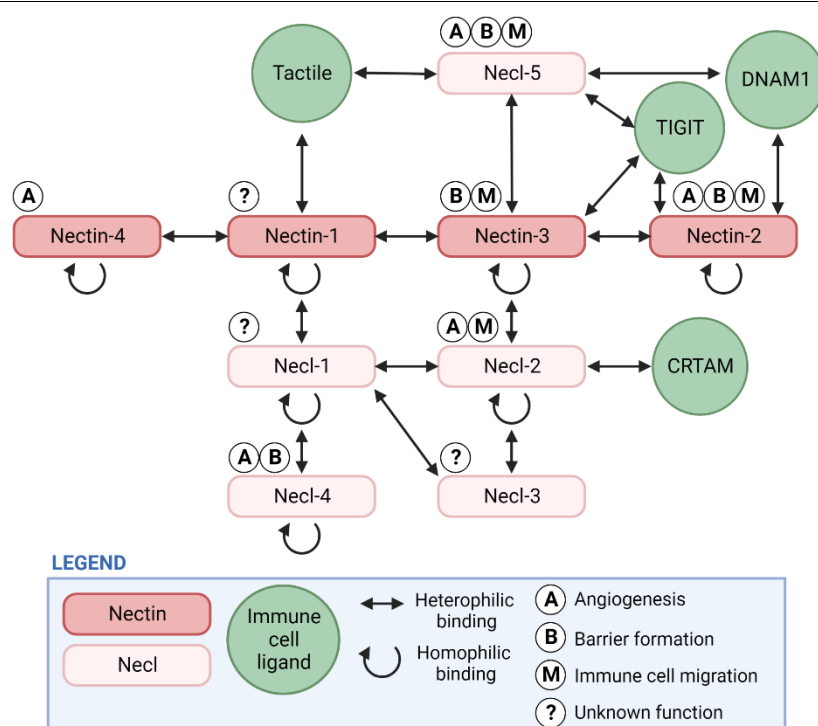 A B M
Tactile
Necl-5
DNAM1
TIGIT
A
?
B M
A B M
Nectin-4
Nectin-1
Nectin-3
Nectin-2
?
A M
Necl-1
Necl-2
CRTAM
A B
?
Necl-4
Necl-3
LEGEND
Nectin
Necl
Immune
cell
ligand
Heterophilic
binding
Homophilic
binding
A Angiogenesis
B Barrier formation
M Immune cell migration
? Unknown function